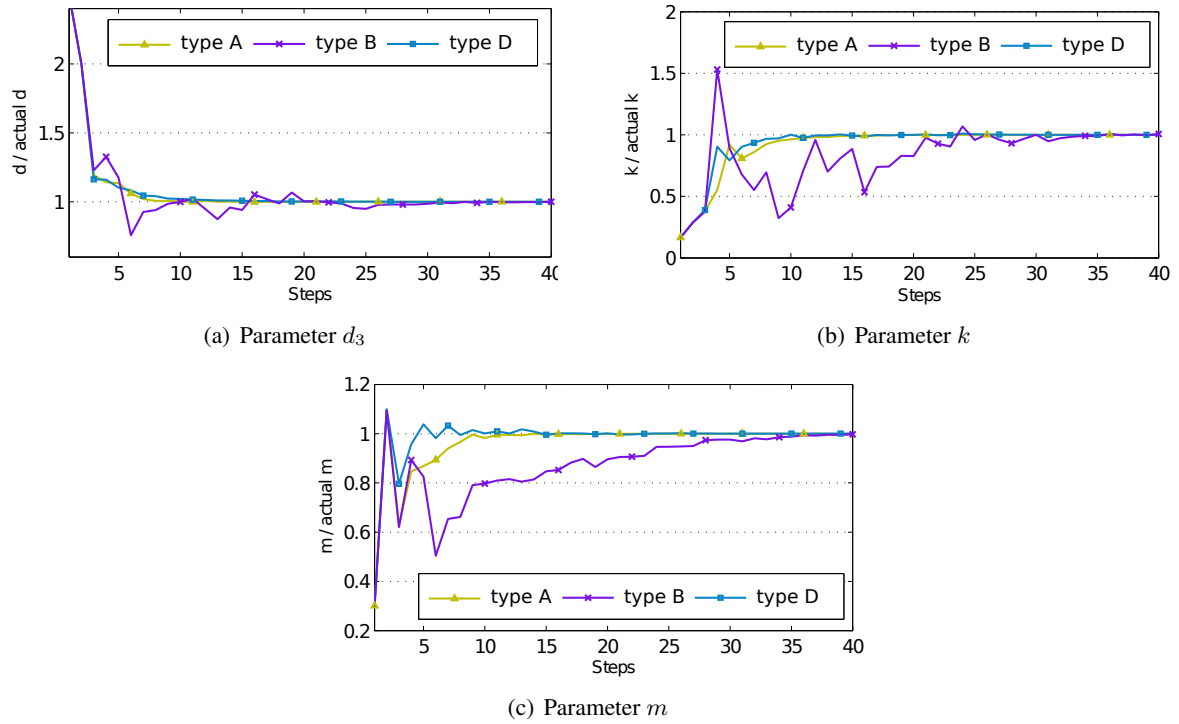 type A type B type D
2
1.5
1
d / actual d
5 10 15 20 25 30 35 40
Steps
(a) Parameter d3
type A type B type D
2
1.5
1
0.5
0
k / actual k
5 10 15 20 25 30 35 40
Steps
(b) Parameter k
1.2
1
0.8
0.6
0.4
0.2
m / actual m
type A type B type D
5 10 15 20 25 30 35 40
Steps
(c) Parameter m